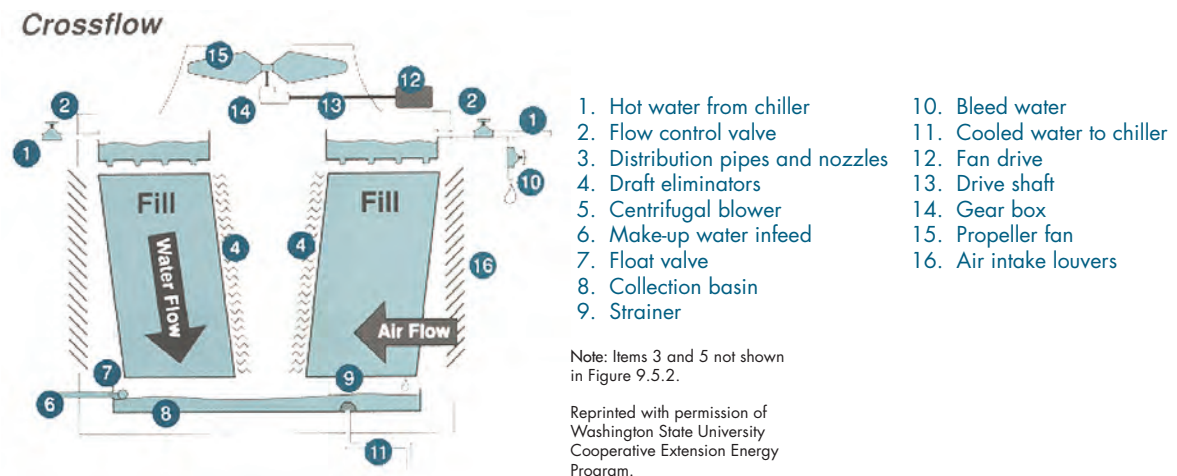 Crossflow
15
12
2
14
13
2
1
1
10
Fill
Fill
Water Flow
4
4
16
Air Flow
7
9
6
8
11
1. Hot water from chiller
2. Flow control valve
3. Distribution pipes and nozzles
4. Draft eliminators
5. Centrifugal blower
6. Make-up water infeed
7. Float valve
8. Collection basin
9. Strainer
10. Bleed water
11. Cooled water to chiller
12. Fan drive
13. Drive shaft
14. Gear box
15. Propeller fan
16. Air intake louvers
Note: Items 3 and 5 not shown
in Figure 9.5.2.
Reprinted with permission of
Washington State University
Cooperative Extension Energy
Program.